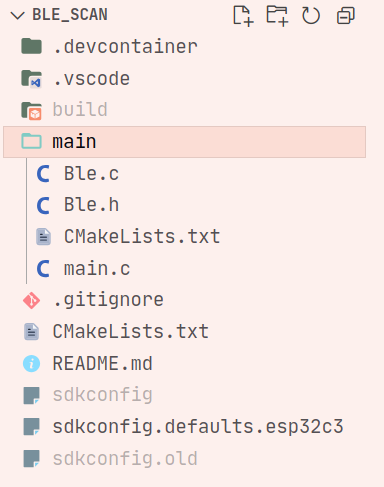 BLE_SCAN
.devcontainer
.vscode
build
main
Ble.c
Ble.h
CMakeLists.txt
main.c
.gitignore
CMakeLists.txt
README.md
sdkconfig
sdkconfig.defaults.esp32c3
sdkconfig.old